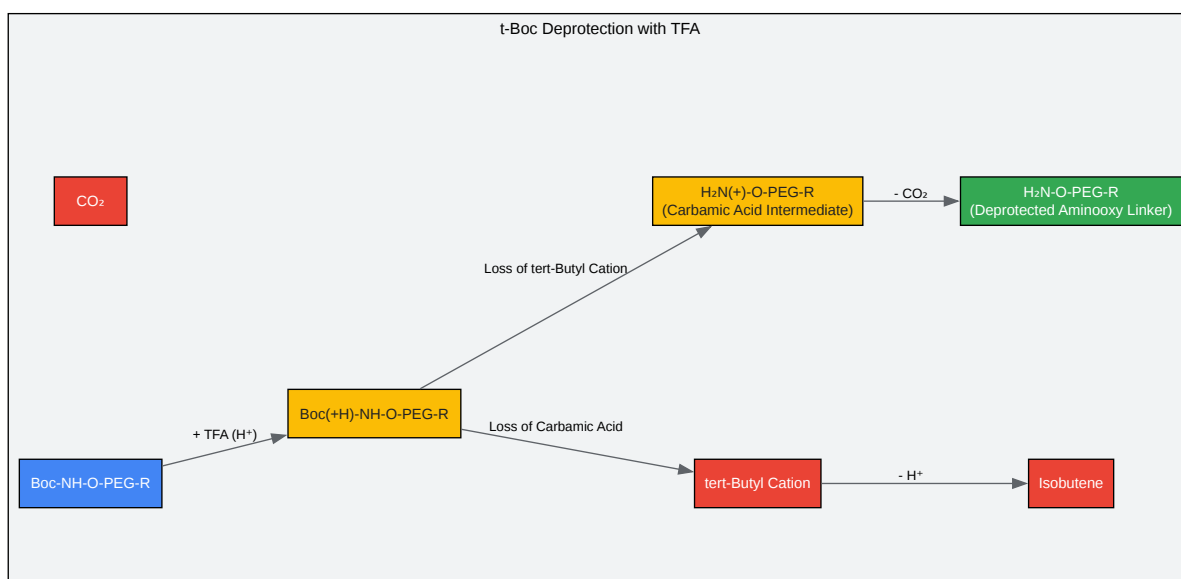 t-Boc Deprotection with TFA
CO₂
H₂N(+)-O-PEG-R
(Carbamic Acid Intermediate)
- CO₂
H₂N-O-PEG-R
(Deprotected Aminooxy Linker)
Loss of tert-Butyl Cation
Boc(+H)-NH-O-PEG-R
+ TFA (H⁺)
Loss of Carbamic Acid
Boc-NH-O-PEG-R
tert-Butyl Cation
- H⁺
Isobutene